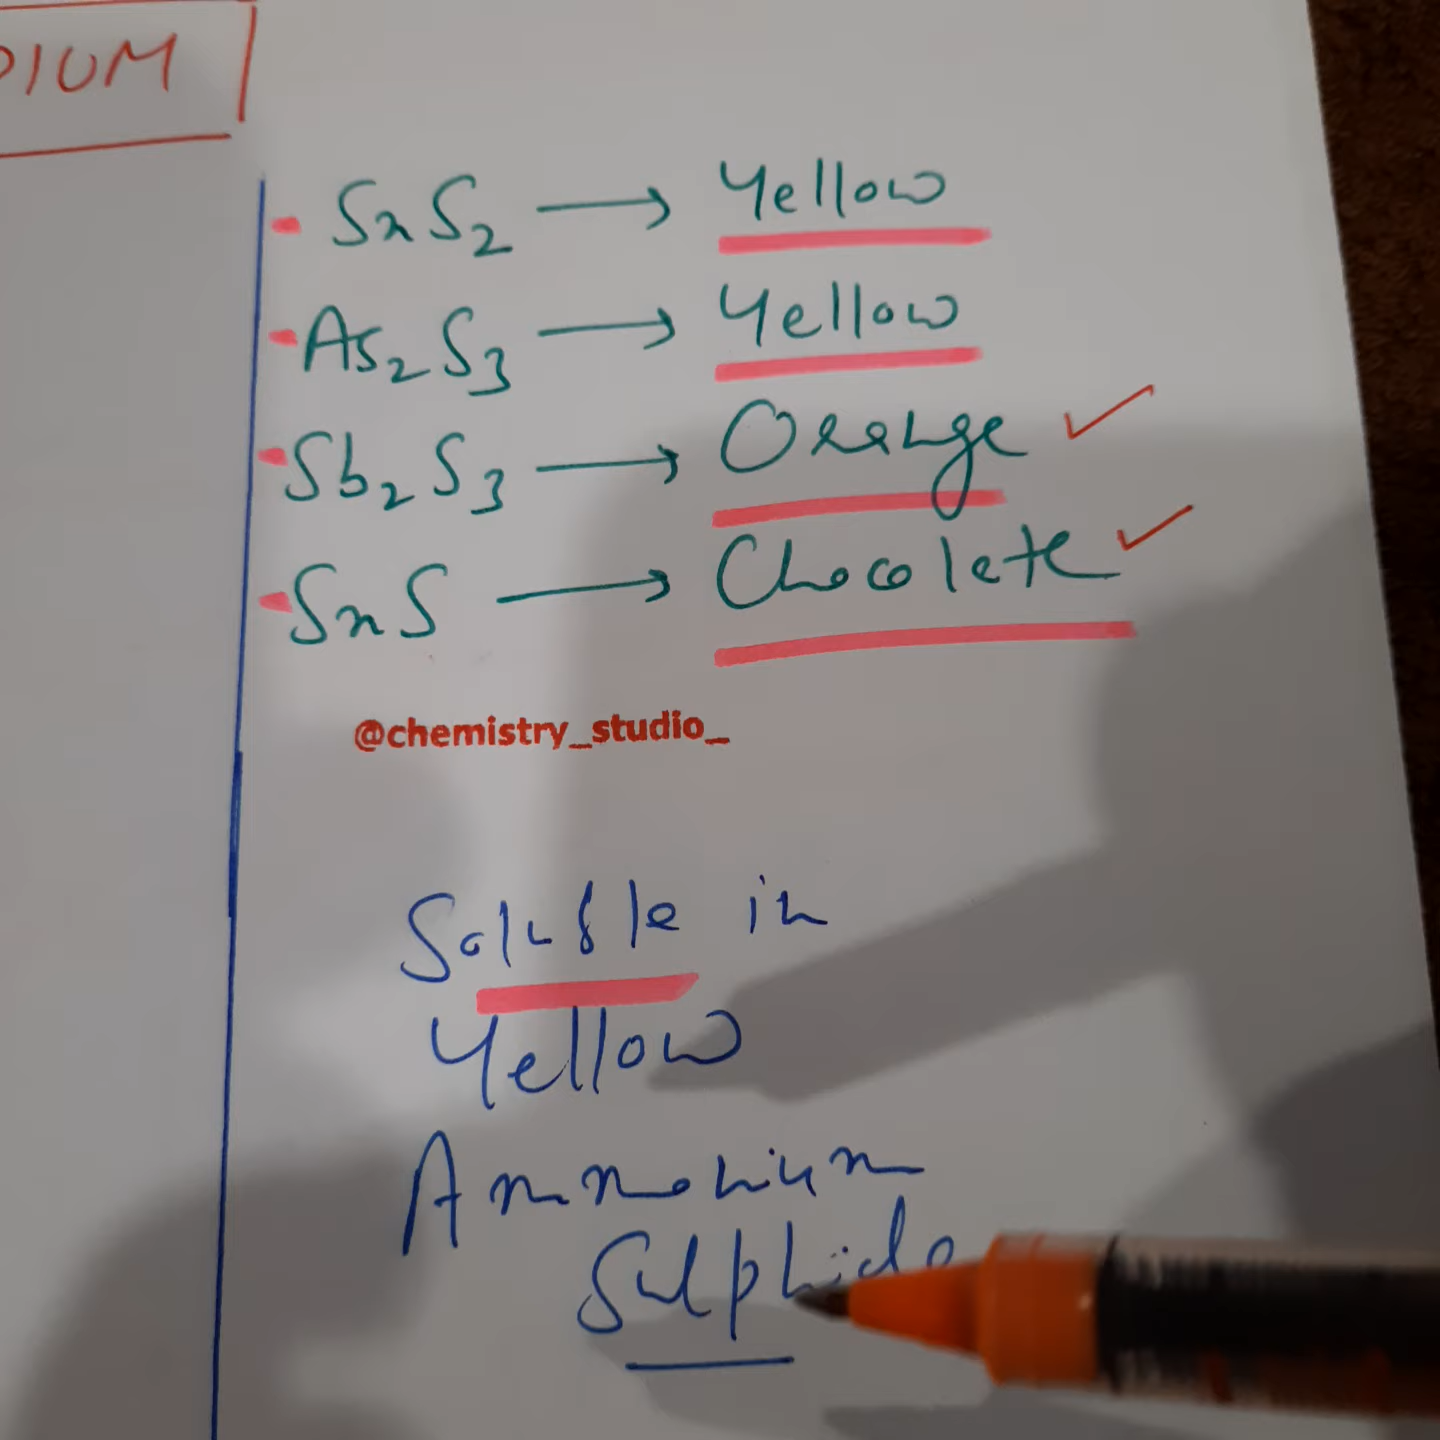 DIUM
SnS2 → Yellow
As2S3 → Yellow
Sb2S3 → Orange ✓
SnS → Chocolate ✓
@chemistry_studio_
Soluble in
Yellow
Ammonium
Sulphide